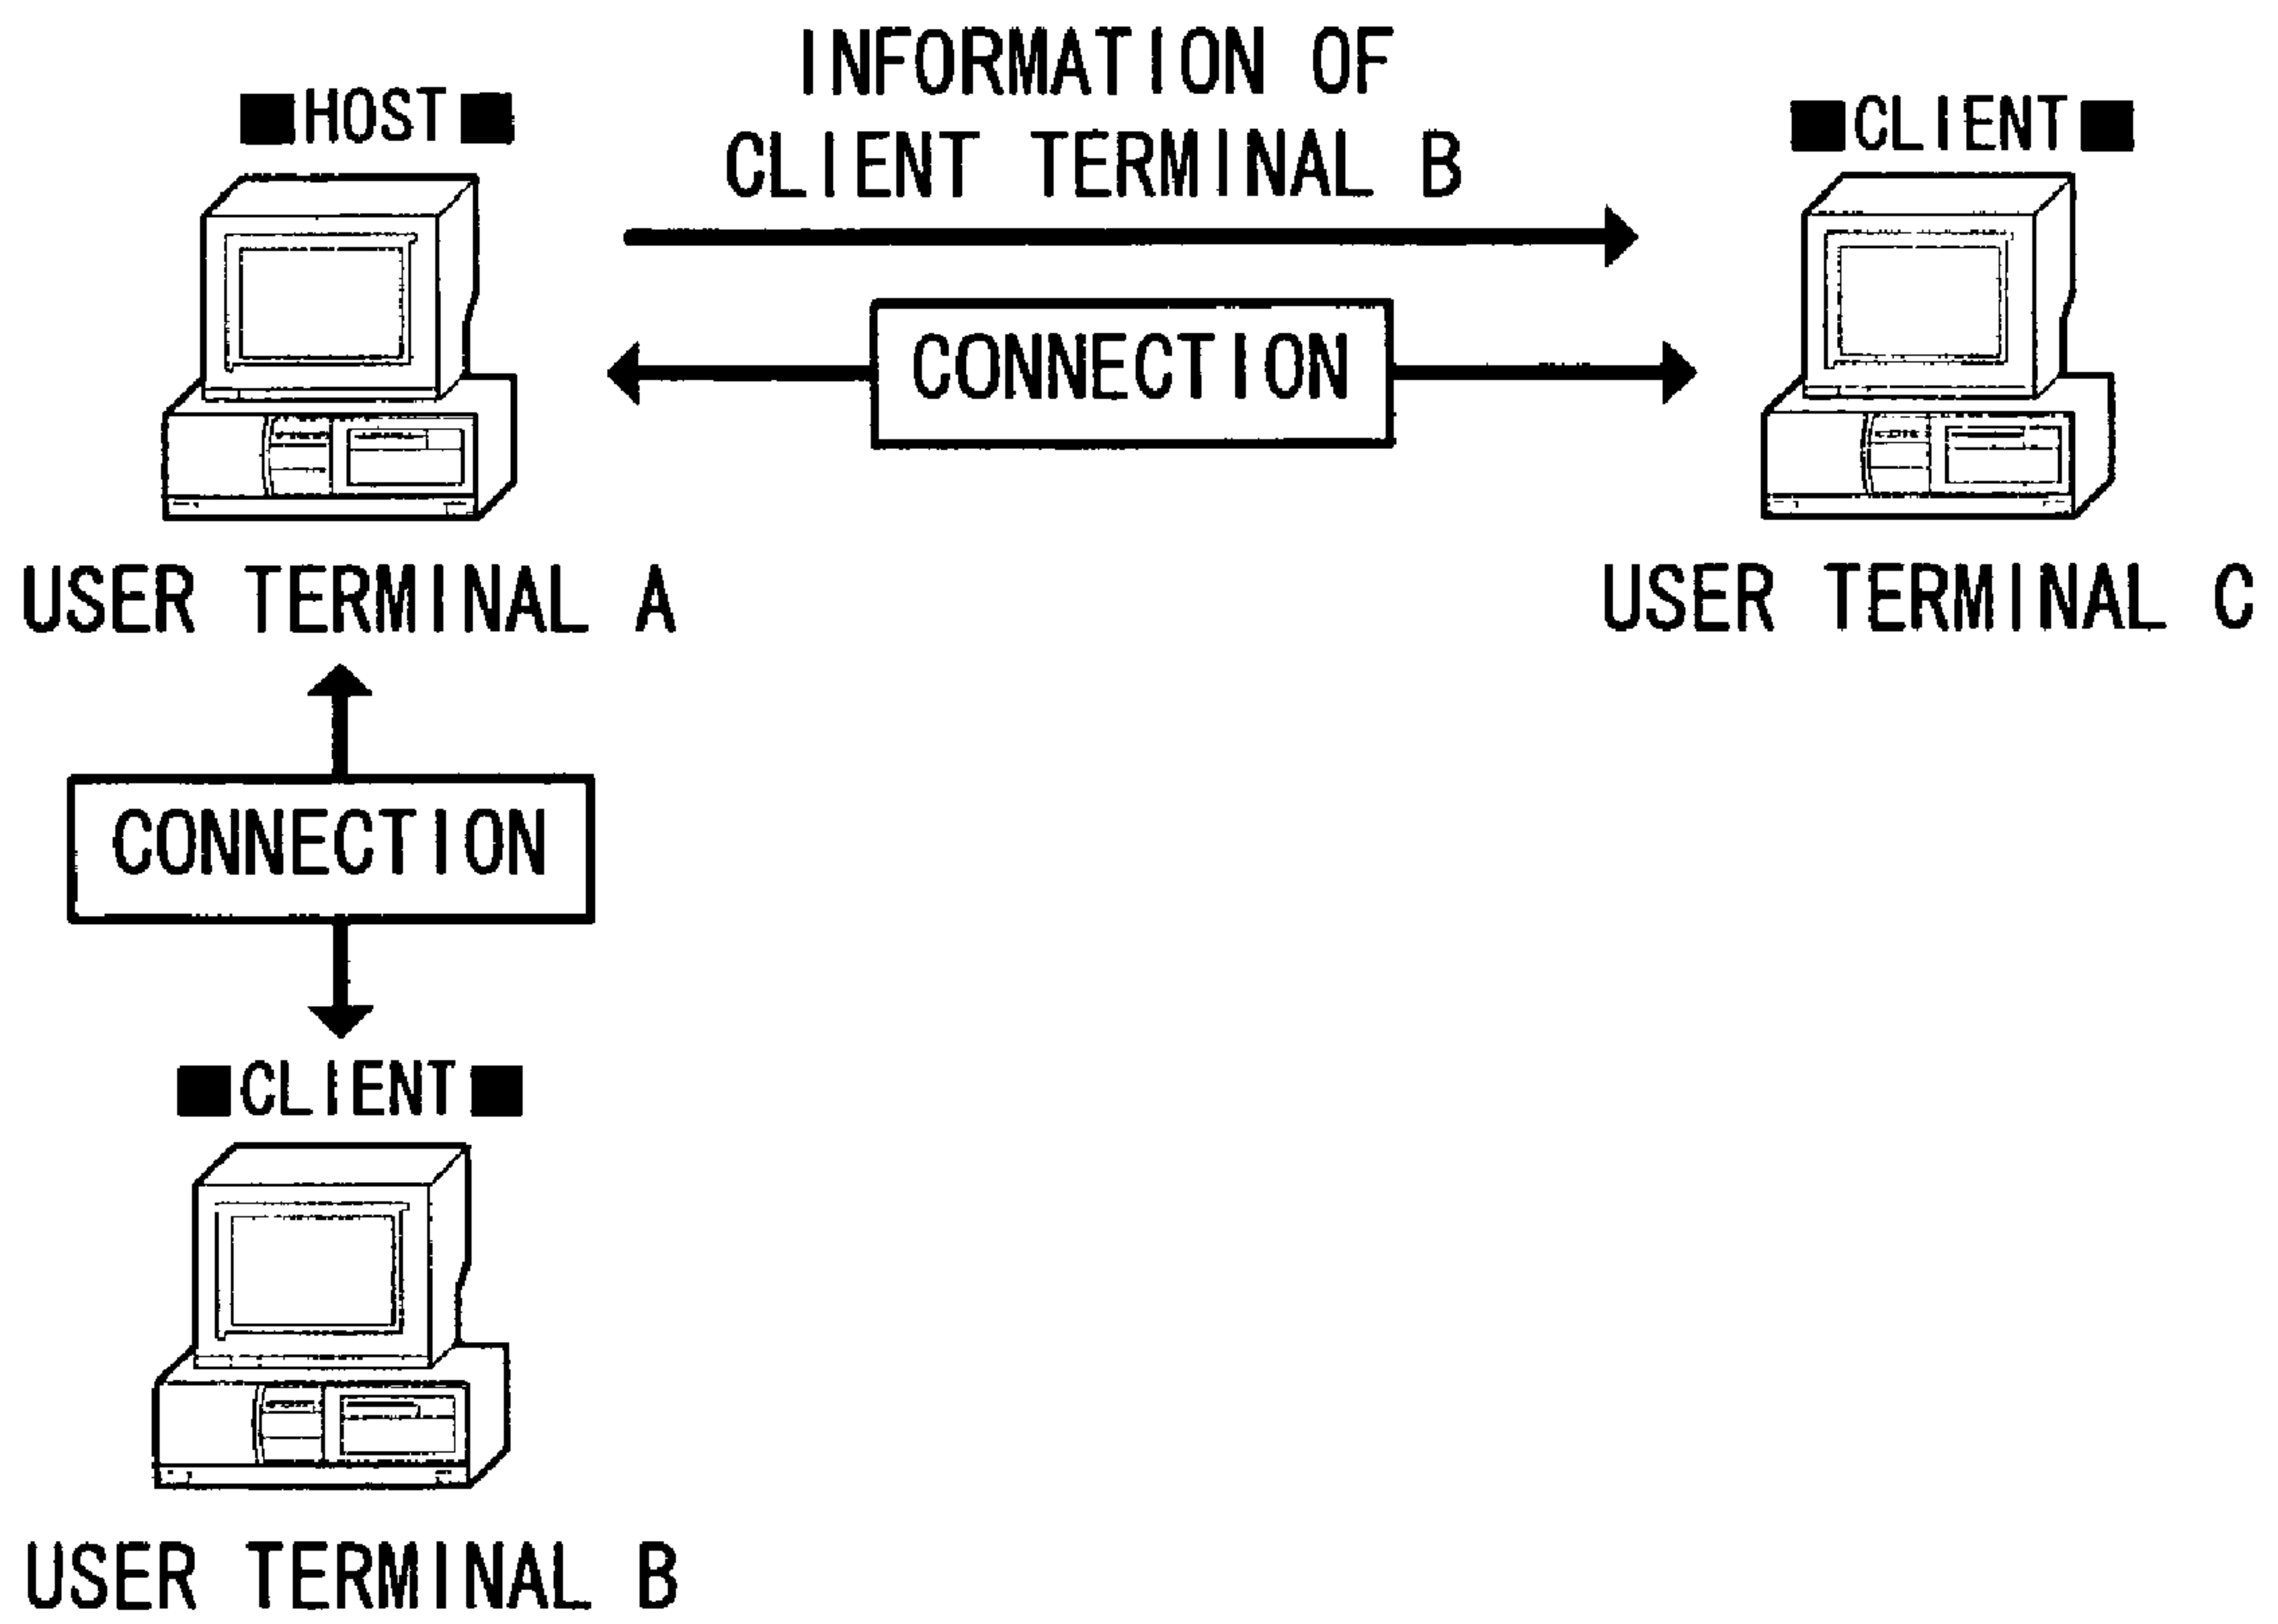 INFORMATION OF
CLIENT TERMINAL B
■HOST■
■CLIENT■
CONNECTION
USER TERMINAL A
USER TERMINAL C
CONNECTION
■CLIENT■
USER TERMINAL B